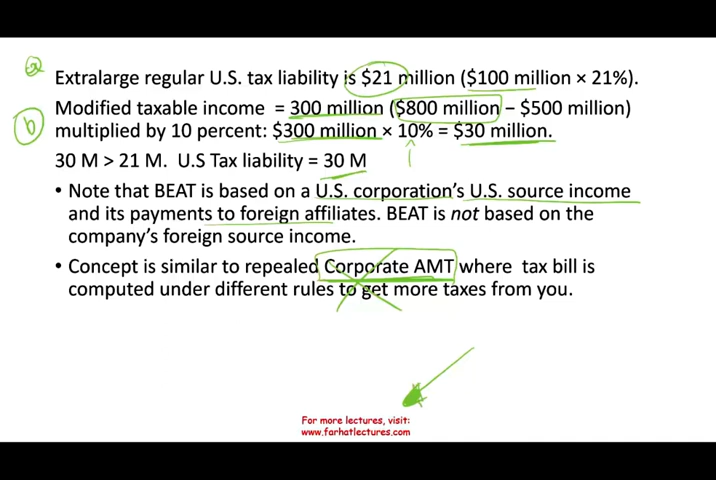 a
Extralarge regular U.S. tax liability is $21 million ($100 million × 21%).
Modified taxable income = 300 million ($800 million – $500 million)
b
multiplied by 10 percent: $300 million × 10% = $30 million.
30 M > 21 M. U.S Tax liability = 30 M
• Note that BEAT is based on a U.S. corporation's U.S. source income
and its payments to foreign affiliates. BEAT is not based on the
company's foreign source income.
• Concept is similar to repealed Corporate AMT where tax bill is
computed under different rules to get more taxes from you.
For more lectures, visit:
www.farhatlectures.com